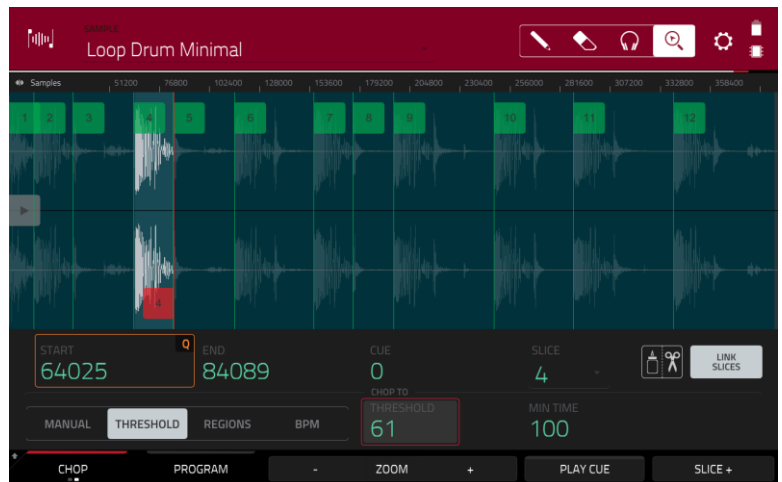 SAMPLE
Loop Drum Minimal
Samples 51200 76800 102400 128000 153600 179200 204800 230400 256000 281600 307200 332800 358400
1 2 3 4 5 6 7 8 9 10 11 12
4
START Q END CUE SLICE
64025 84089 0 4 LINK SLICES
CHOP TO
MANUAL THRESHOLD REGIONS BPM THRESHOLD MIN TIME
61 100
CHOP PROGRAM - ZOOM + PLAY CUE SLICE +